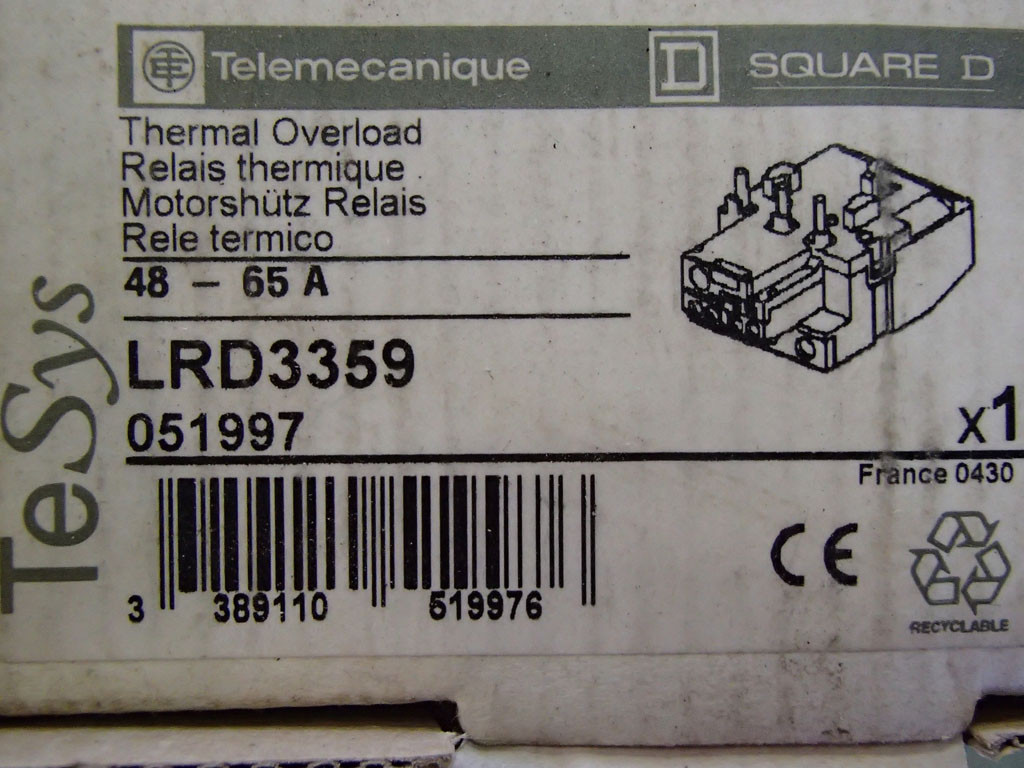 Telemecanique D SQUARE D
Thermal Overload
Relais thermique
Motorshütz Relais
Rele termico
48 – 65 A
LRD3359
051997
x1
France 0430
TeSys
3 389110 519976
CE
RECYCLABLE